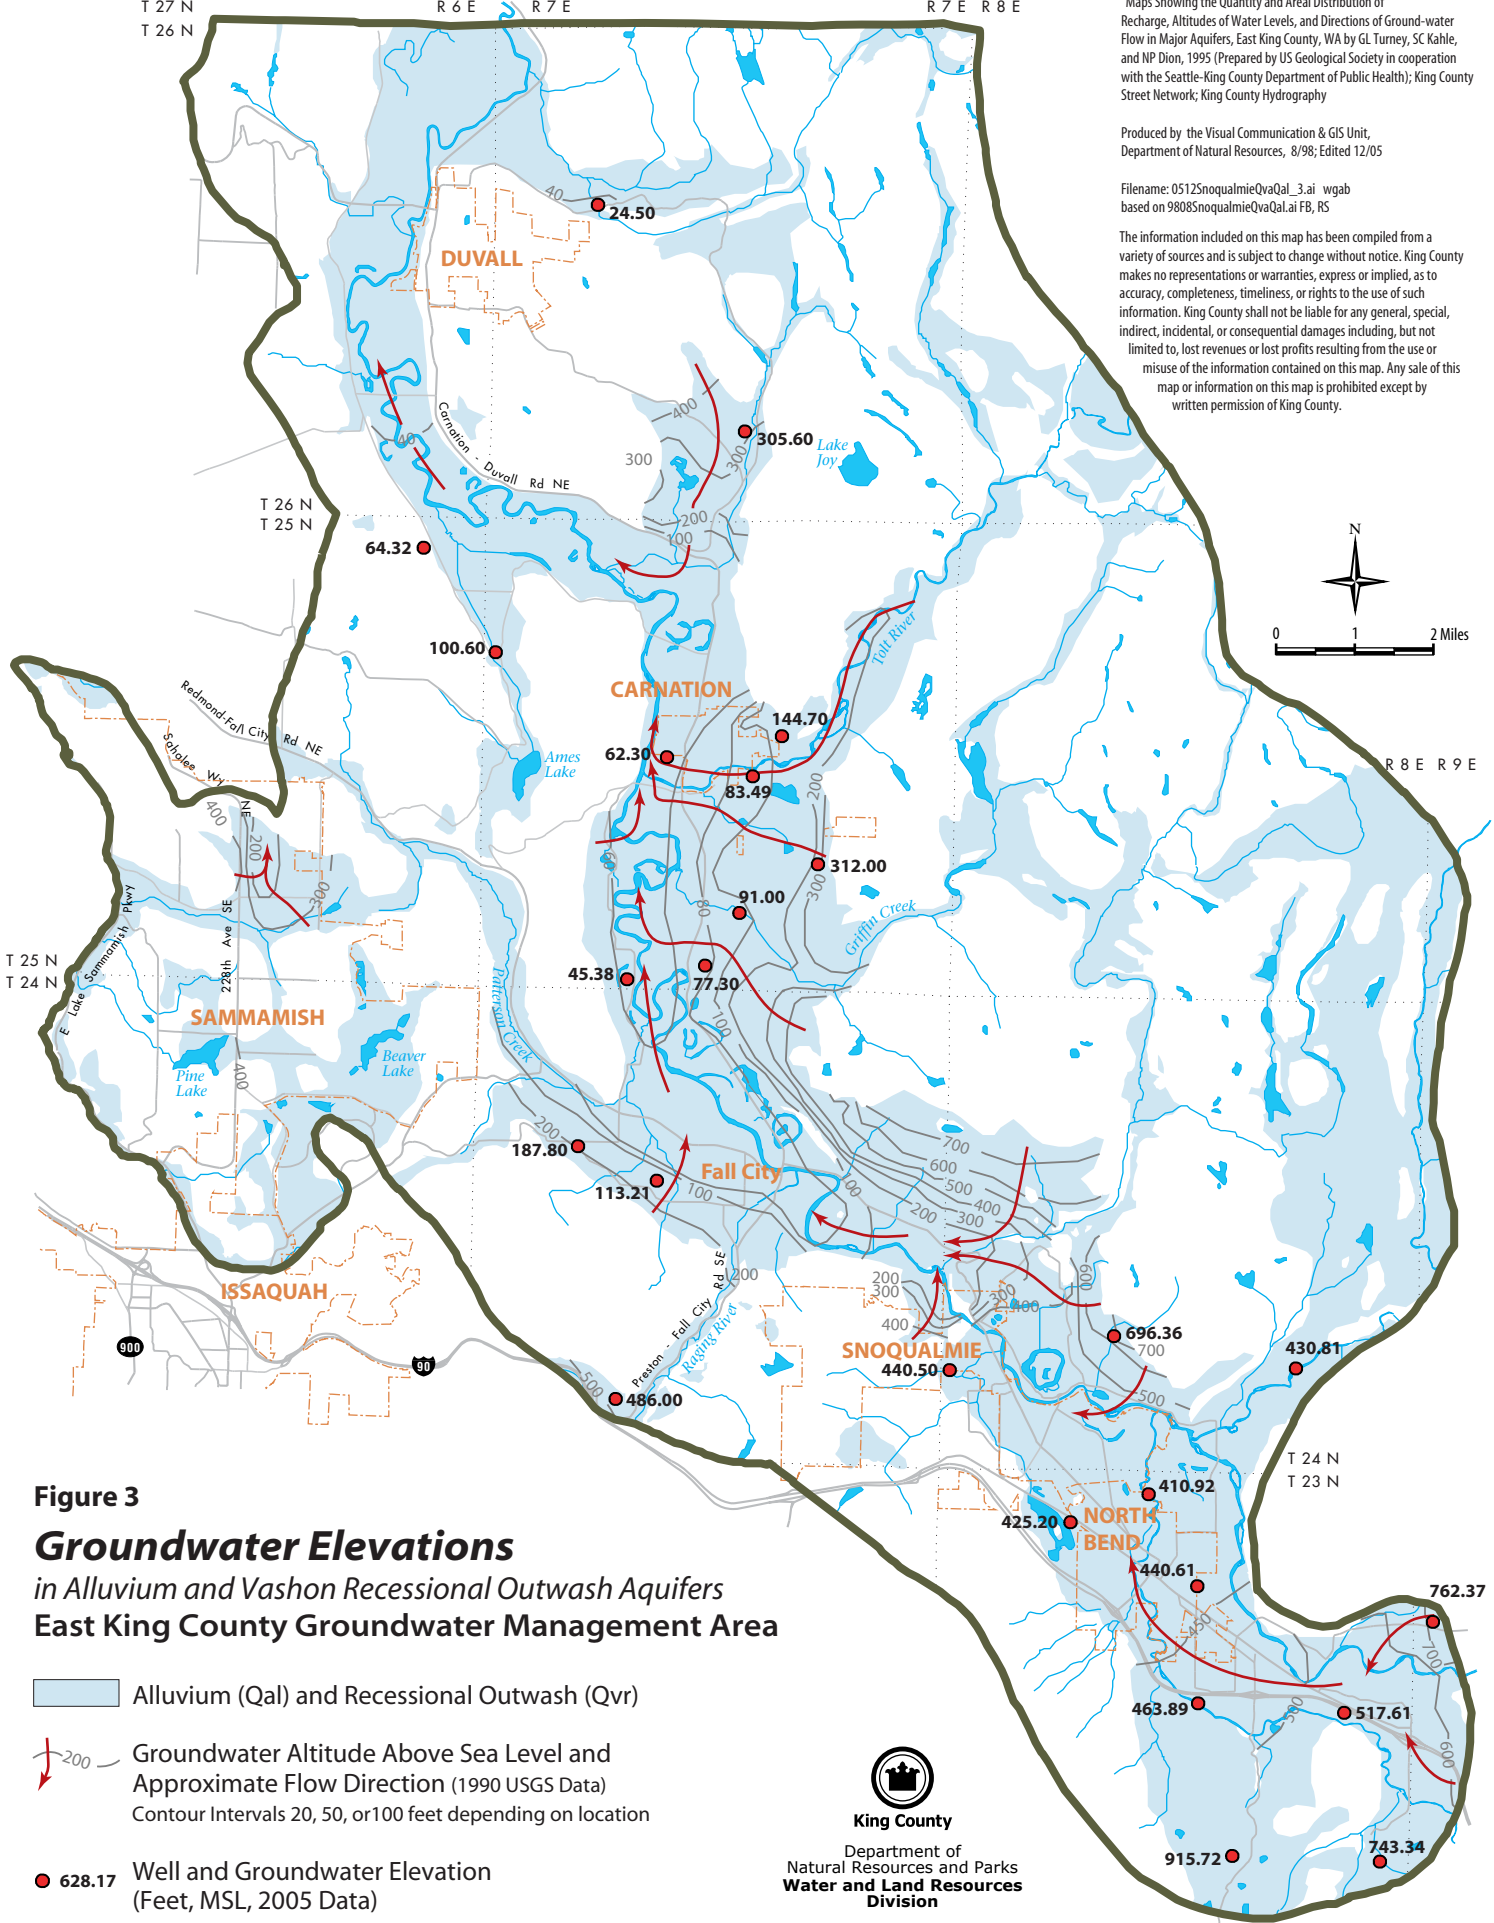 T 27 N
R 6 E R 7 E
R 7 E R 8 E
T 26 N
Maps Showing the Quantity and Areal Distribution of
Recharge, Altitudes of Water Levels, and Directions of Ground-water
Flow in Major Aquifers, East King County, WA by GL Turney, SC Kahle,
and NP Dion, 1995 (Prepared by US Geological Society in cooperation
with the Seattle-King County Department of Public Health); King County
Street Network; King County Hydrography
Produced by the Visual Communication & GIS Unit,
Department of Natural Resources, 8/98; Edited 12/05
Filename: 0512SnoqualmieQvaQal_3.ai wgab
based on 9808SnoqualmieQvaQal.ai FB, RS
The information included on this map has been compiled from a
variety of sources and is subject to change without notice. King County
makes no representations or warranties, express or implied, as to
accuracy, completeness, timeliness, or rights to the use of such
information. King County shall not be liable for any general, special,
indirect, incidental, or consequential damages including, but not
limited to, lost revenues or lost profits resulting from the use or
misuse of the information contained on this map. Any sale of this
map or information on this map is prohibited except by
written permission of King County.
40
24.50
DUVALL
400
305.60
Lake
Joy
40
Carnation - Duvall Rd NE
300
300
T 26 N
T 25 N
200
100
64.32
N
0 1 2 Miles
Tolt River
100.60
CARNATION
Redmond-Fall City Rd NE
Sahalee Wy
NE
144.70
62.30
Ames
Lake
83.49
R 8 E R 9 E
400
200
200
60
312.00
300
300
91.00
80
Griffin Creek
E Lake Sammamish Pkwy
228th Ave SE
T 25 N
T 24 N
45.38
77.30
Patterson Creek
SAMMAMISH
100
Beaver
Lake
Pine
Lake
400
200
187.80
700
600
500
400
300
200
100
Fall City
113.21
100
ISSAQUAH
200
Preston - Fall City Rd SE
Raging River
200
300
400
300
400
600
SNOQUALMIE
696.36
700
430.81
440.50
500
900
90
500
486.00
T 24 N
T 23 N
410.92
425.20
NORTH
BEND
440.61
762.37
450
700
463.89
500
517.61
600
915.72
743.34
Figure 3
Groundwater Elevations
in Alluvium and Vashon Recessional Outwash Aquifers
East King County Groundwater Management Area
Alluvium (Qal) and Recessional Outwash (Qvr)
200
Groundwater Altitude Above Sea Level and
Approximate Flow Direction (1990 USGS Data)
Contour Intervals 20, 50, or100 feet depending on location
628.17
Well and Groundwater Elevation
(Feet, MSL, 2005 Data)
King County
Department of
Natural Resources and Parks
Water and Land Resources
Division